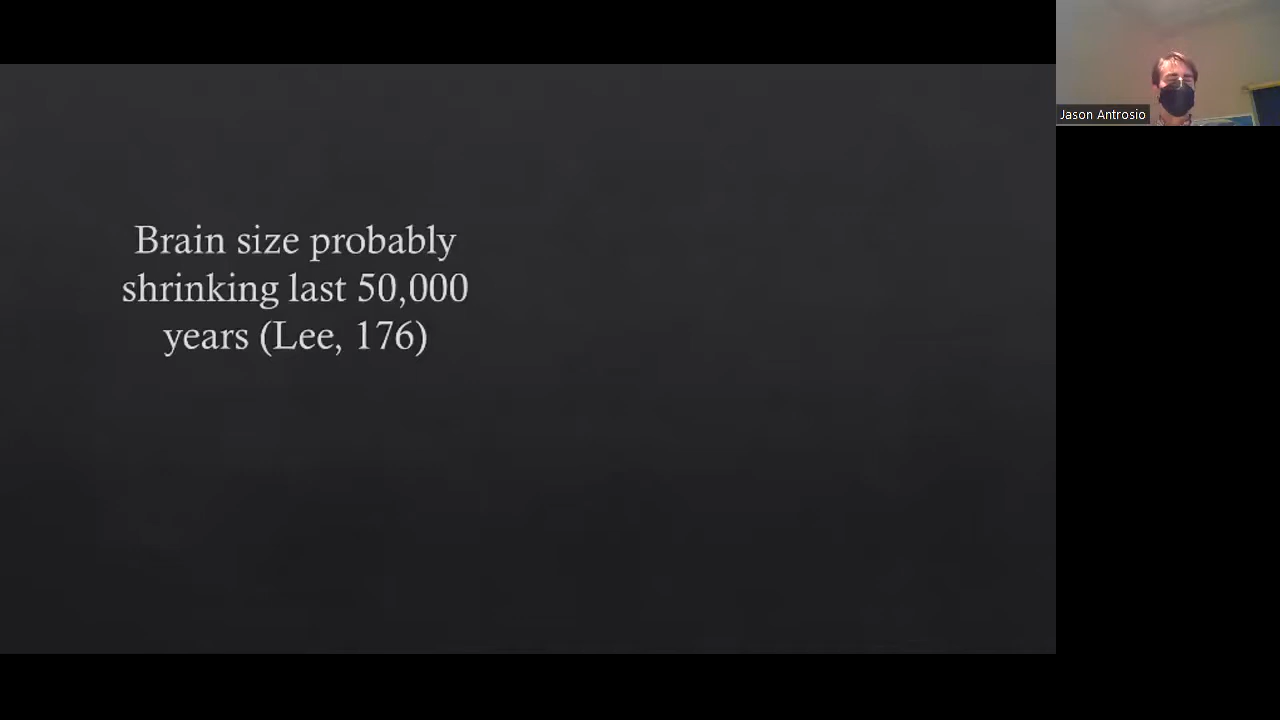 Brain size probably
shrinking last 50,000
years (Lee, 176)
Jason Antrosio